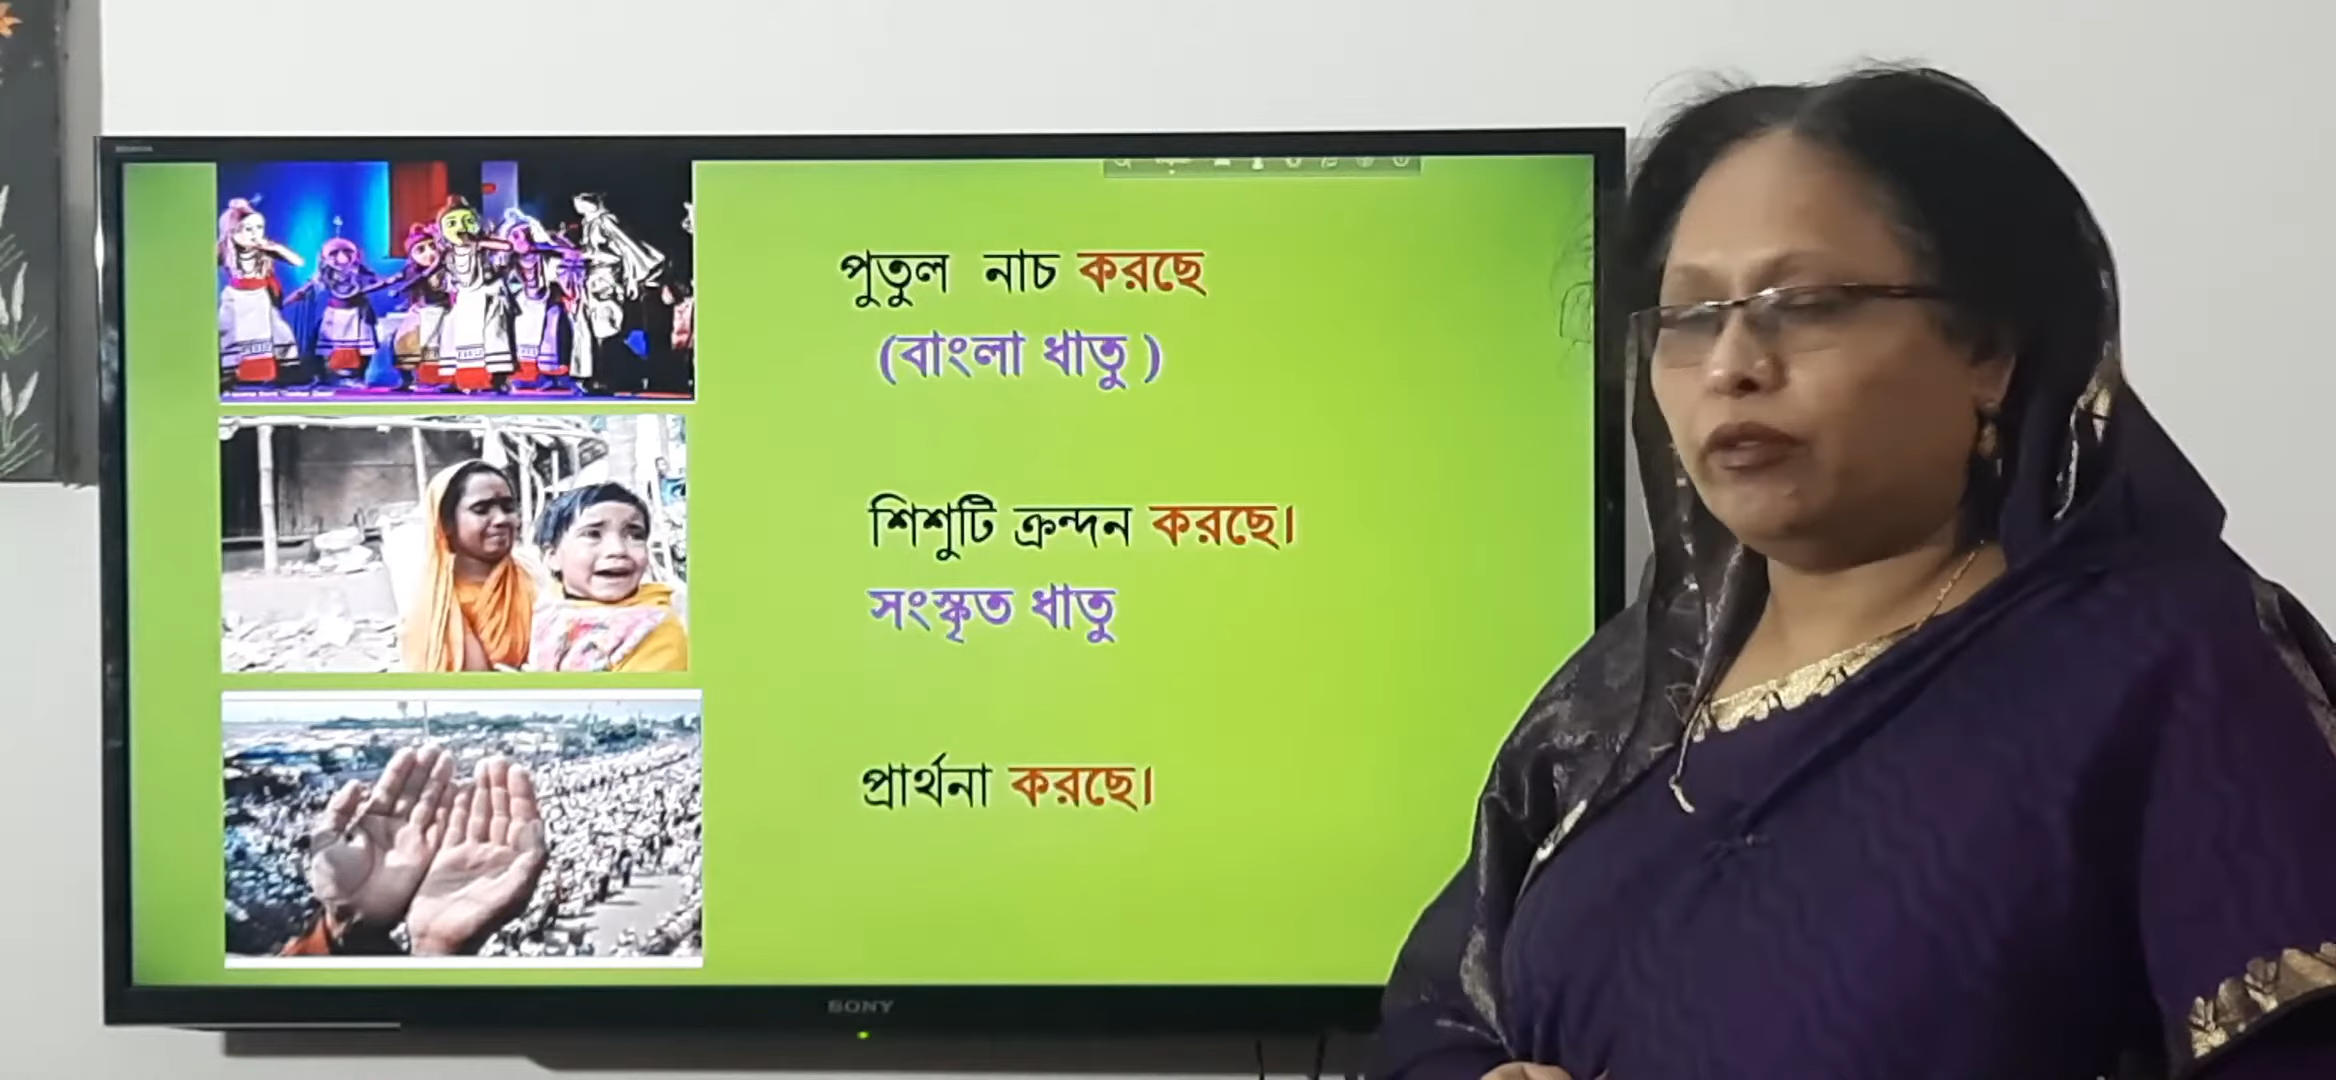 পুতুল নাচ করছে
(বাংলা ধাতু )
শিশুটি ক্রন্দন করছে।
সংস্কৃত ধাতু
প্রার্থনা করছে।
SONY